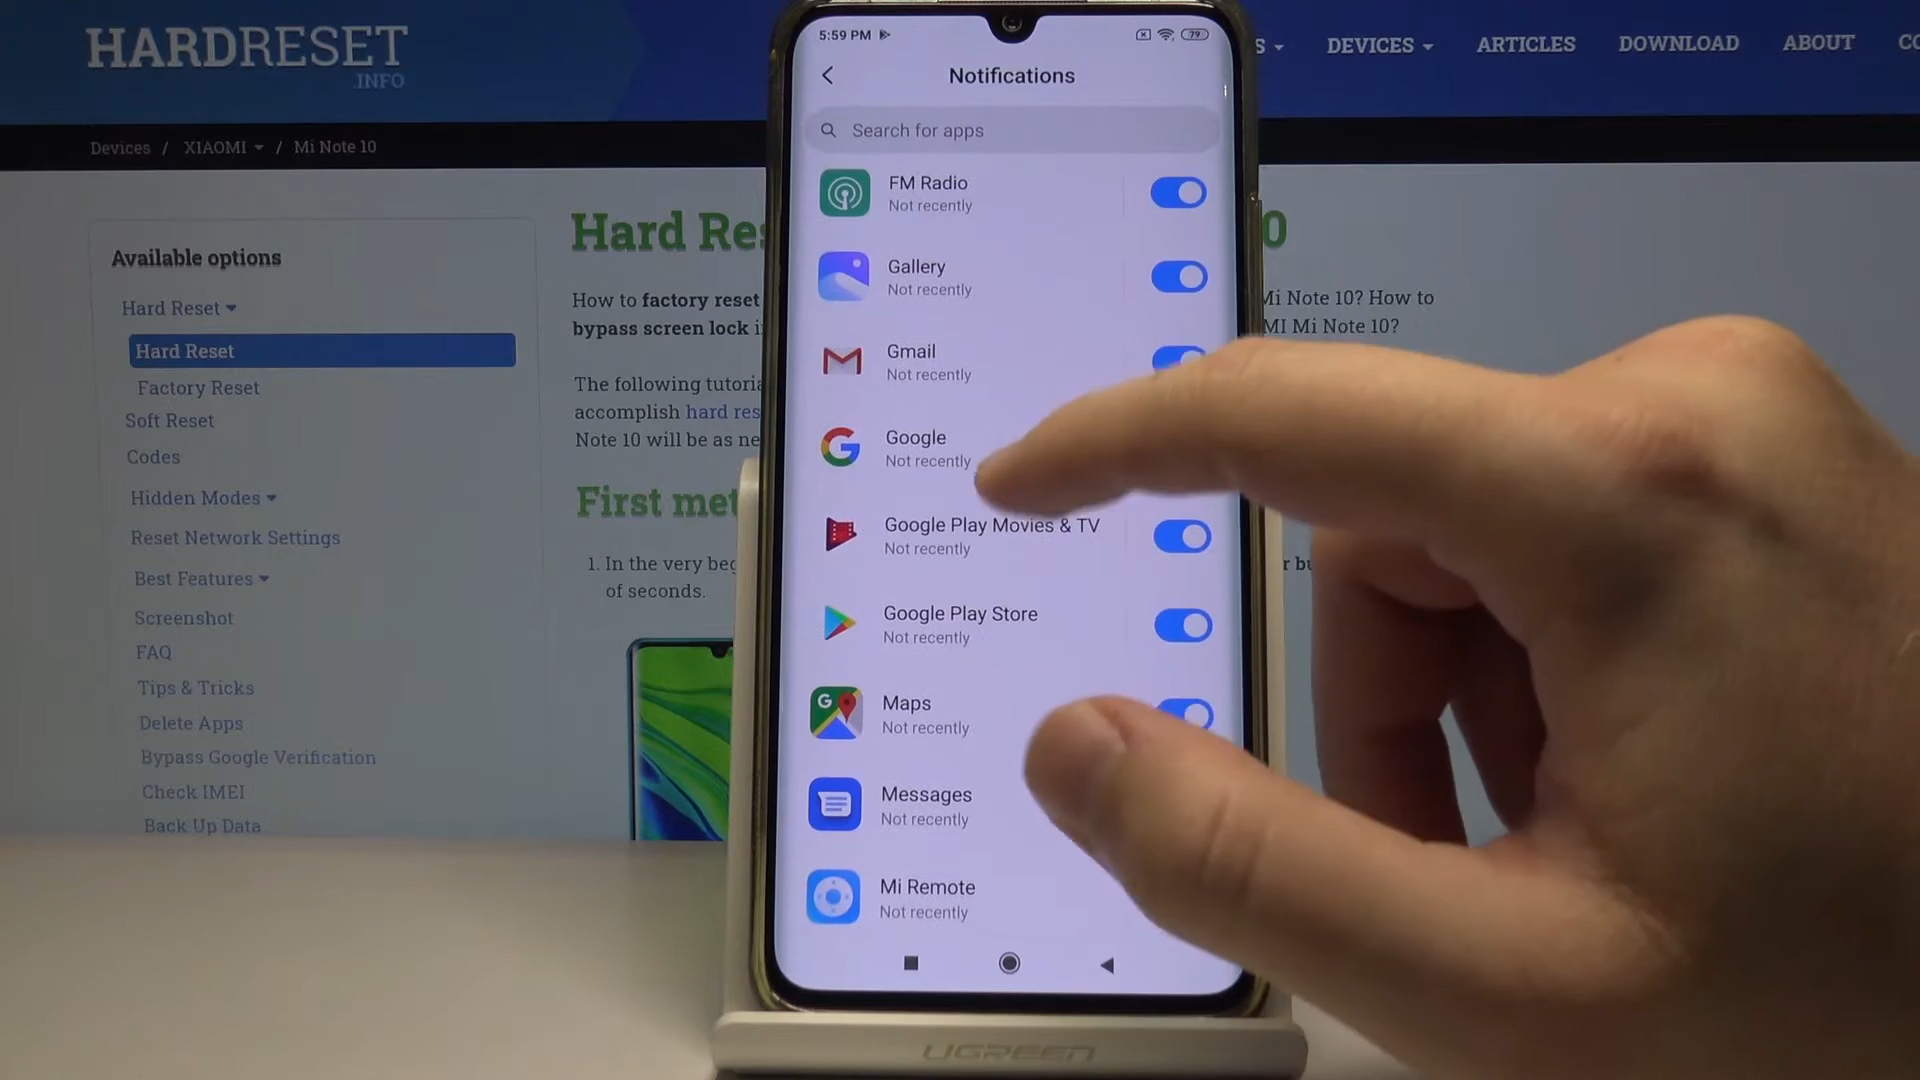 HARDRESET
.INFO
DEVICES
ARTICLES
DOWNLOAD
ABOUT
Devices / XIAOMI / Mi Note 10
Available options
Hard Reset
Hard Reset
Factory Reset
Soft Reset
Codes
Hidden Modes
Reset Network Settings
Best Features
Screenshot
FAQ
Tips & Tricks
Delete Apps
Bypass Google Verification
Check IMEI
Back Up Data
Hard
How to factory reset
Mi Note 10? How to
bypass screen lock
Mi Note 10?
The following
accomplish hard
Note 10 will be as
First
1. In the very
of seconds.
5:59 PM
79
Notifications
Search for apps
FM Radio
Not recently
Gallery
Not recently
Gmail
Not recently
Google
Not recently
Google Play Movies & TV
Not recently
Google Play Store
Not recently
Maps
Not recently
Messages
Not recently
Mi Remote
Not recently
UGREEN